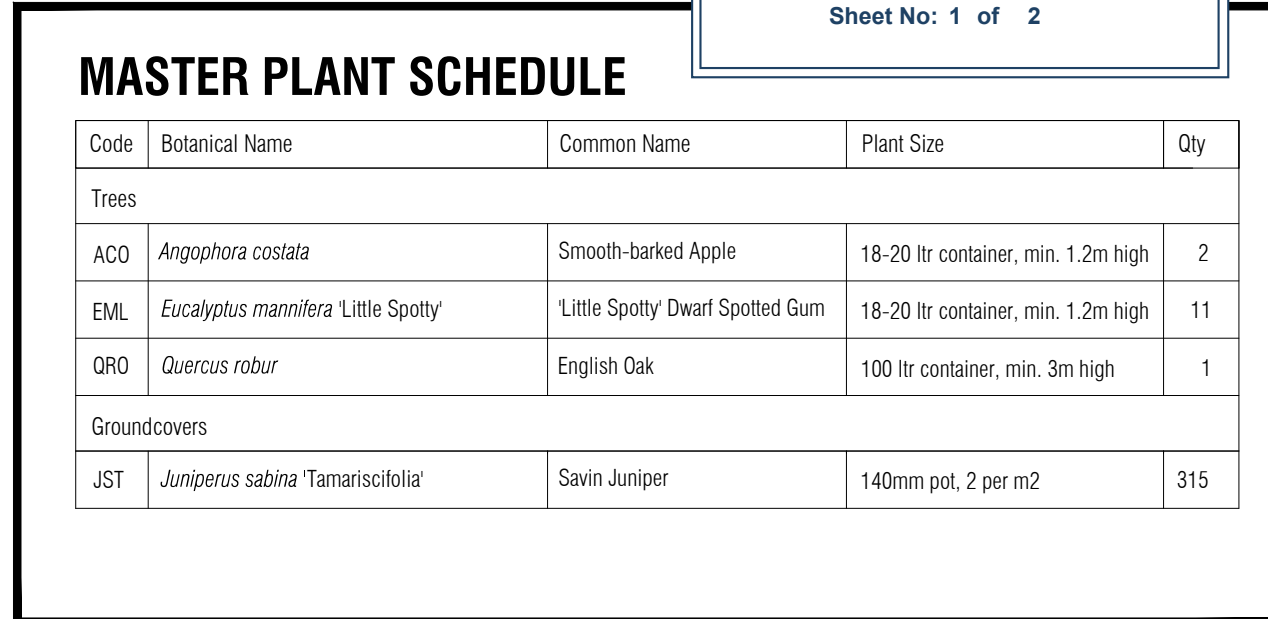 Sheet No: 1 of 2
MASTER PLANT SCHEDULE
Code Botanical Name Common Name Plant Size Qty
Trees
ACO Angophora costata Smooth-barked Apple 18-20 ltr container, min. 1.2m high 2
EML Eucalyptus mannifera 'Little Spotty' 'Little Spotty' Dwarf Spotted Gum 18-20 ltr container, min. 1.2m high 11
QRO Quercus robur English Oak 100 ltr container, min. 3m high 1
Groundcovers
JST Juniperus sabina 'Tamariscifolia' Savin Juniper 140mm pot, 2 per m2 315